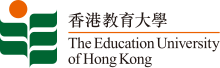 香港教育大學
The Education University
of Hong Kong